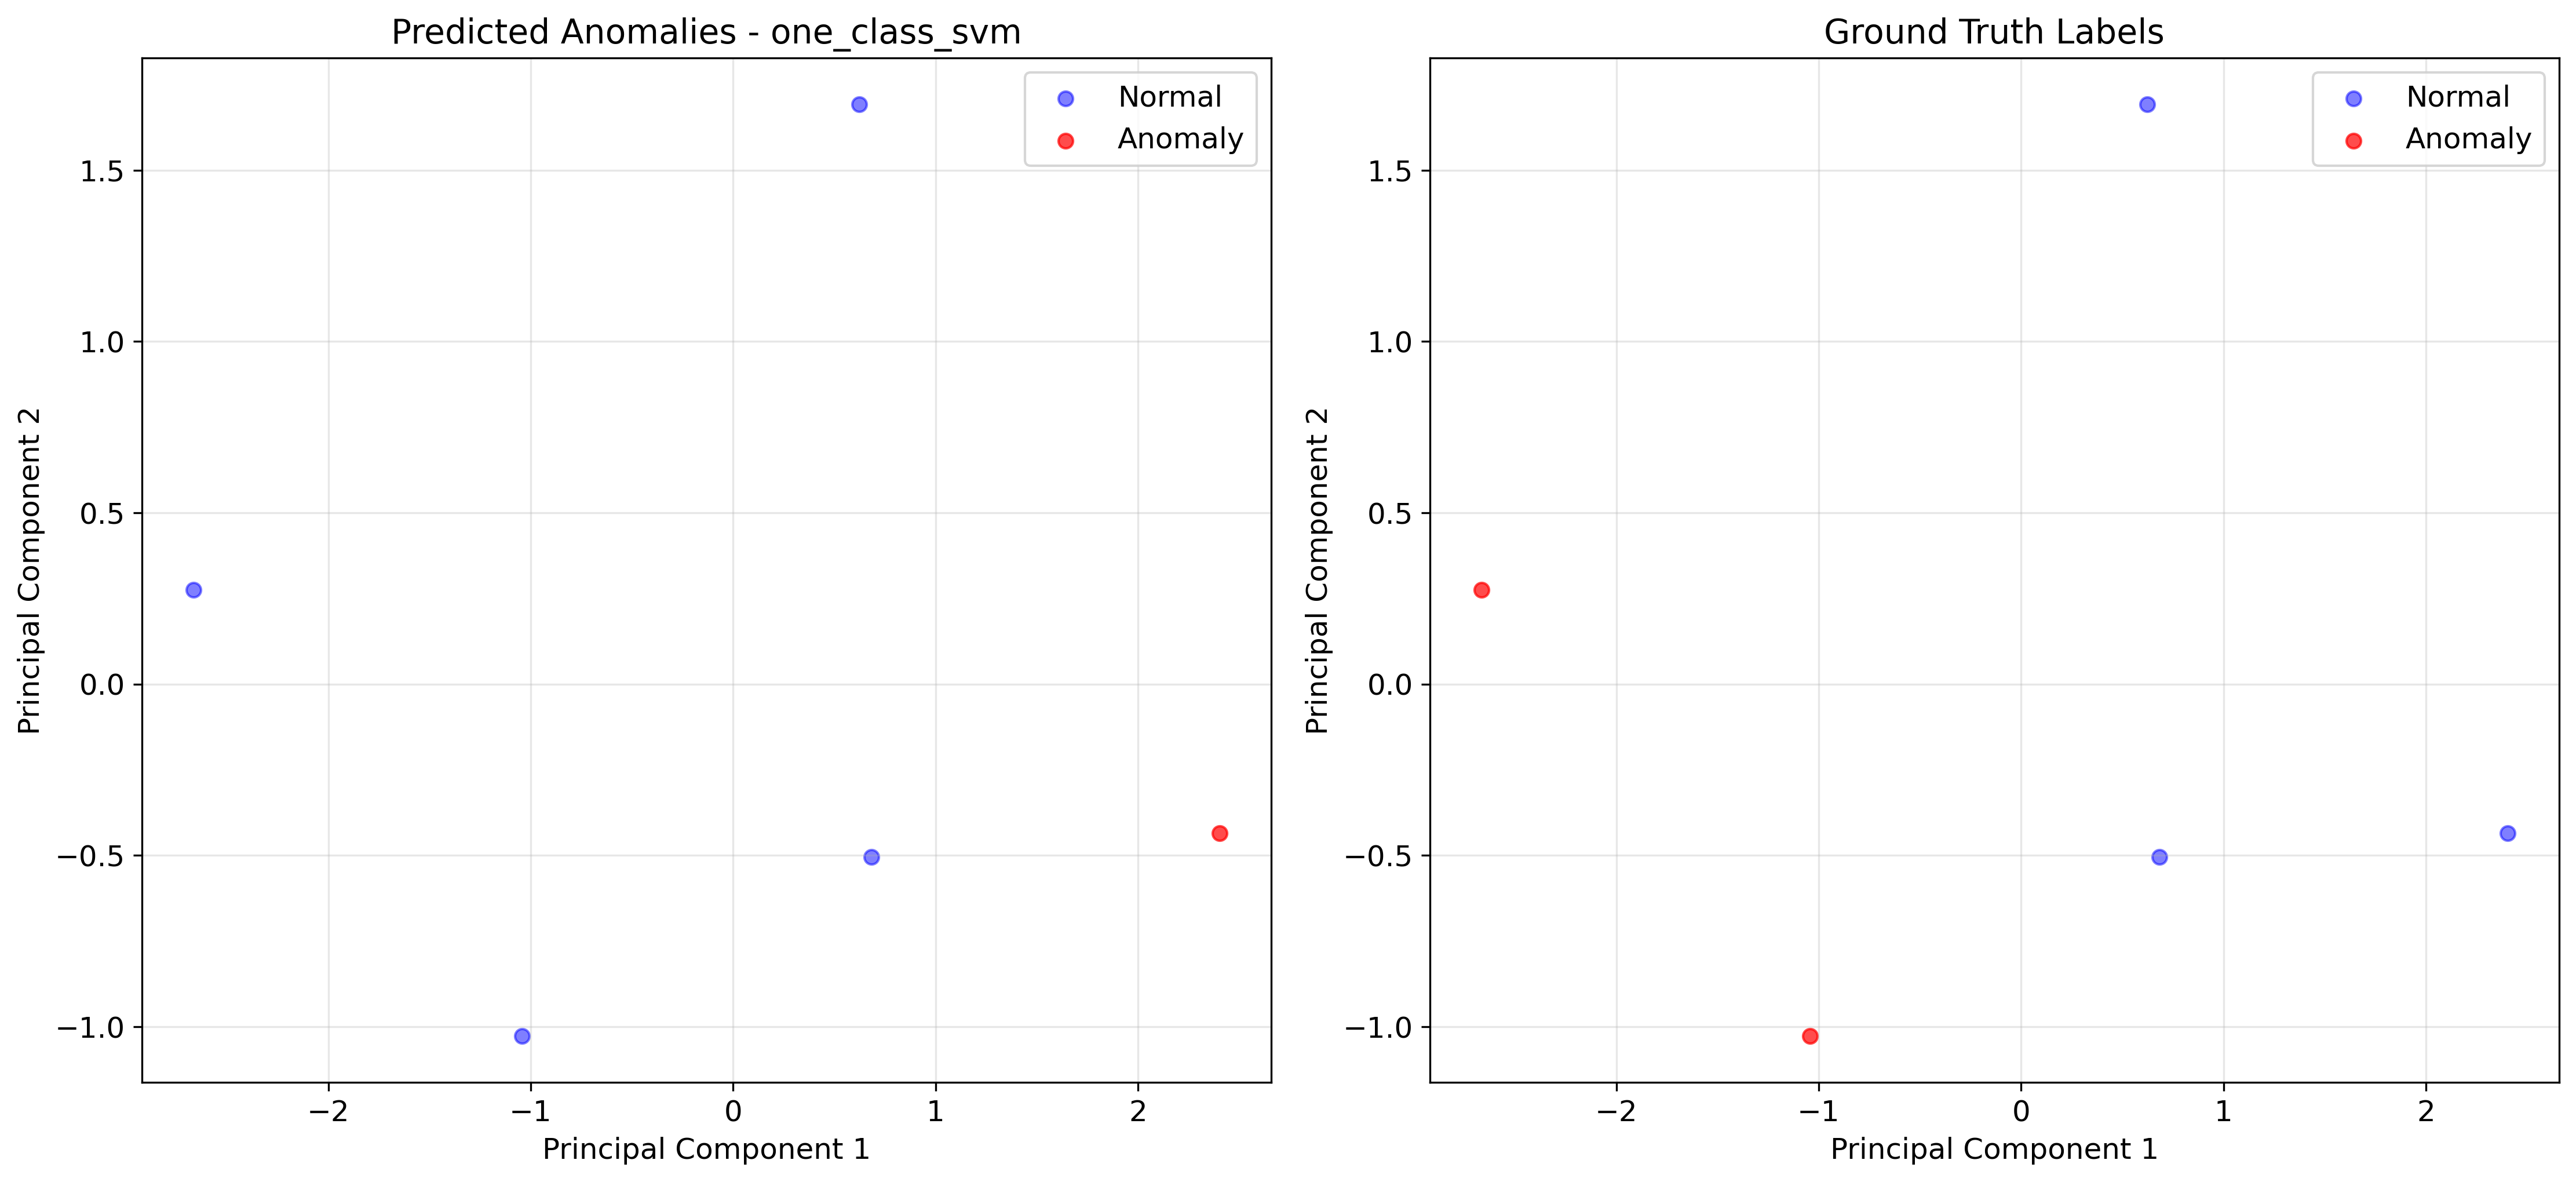 Predicted Anomalies - one_class_svm
Normal
Anomaly
1.5
1.0
0.5
0.0
−0.5
−1.0
Principal Component 2
−2
−1
0
1
2
Principal Component 1
Ground Truth Labels
Normal
Anomaly
1.5
1.0
0.5
0.0
−0.5
−1.0
Principal Component 2
−2
−1
0
1
2
Principal Component 1